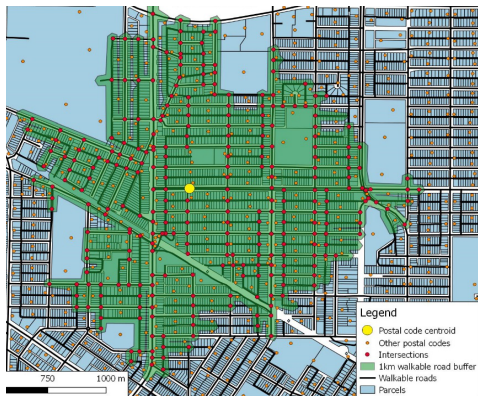 Legend
Postal code centroid
Other postal codes
Intersections
1km walkable road buffer
Walkable roads
Parcels
750 1000 m